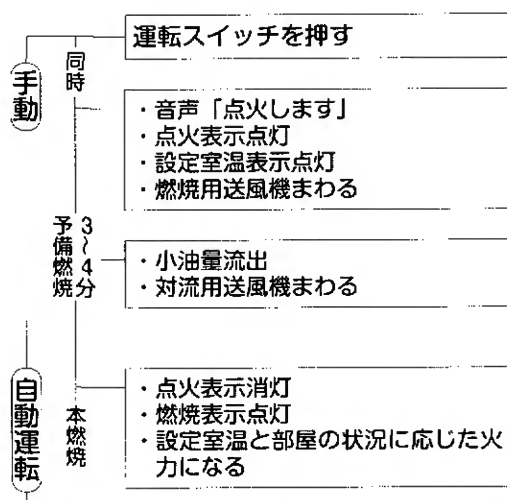 運転スイッチを押す
手動
同時
・音声「点火します」
・点火表示点灯
・設定室温表示点灯
・燃焼用送風機まわる
3〜4分
予備燃焼
・小油量流出
・対流用送風機まわる
自動運転
本燃焼
・点火表示消灯
・燃焼表示点灯
・設定室温と部屋の状況に応じた火
力になる